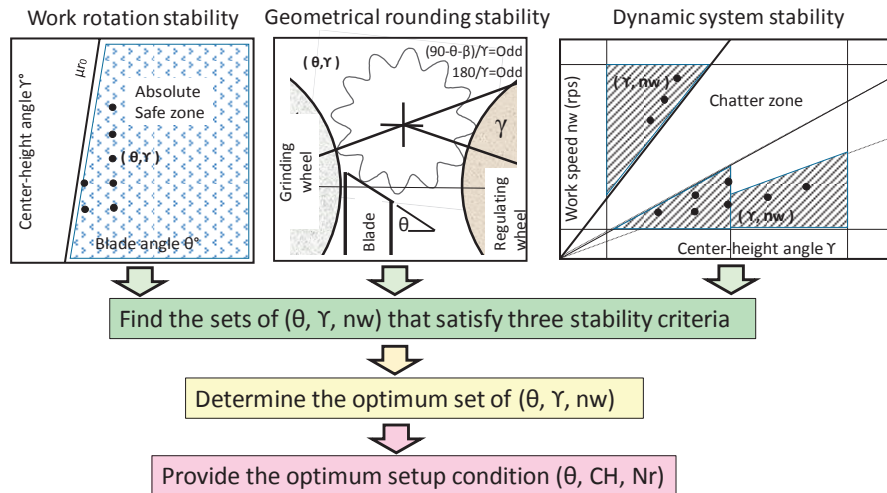 Work rotation stability
Geometrical rounding stability
Dynamic system stability
Center-height angle ϒ°
μr₀
Absolute
Safe zone
(θ,ϒ)
Blade angle θ°
(θ,ϒ)
(90-θ-β)/ϒ=Odd
180/ϒ=Odd
Grinding
wheel
γ
θ
Blade
Regulating
wheel
Work speed nw (rps)
(ϒ, nw)
Chatter zone
(ϒ, nw)
Center-height angle ϒ
Find the sets of (θ, ϒ, nw) that satisfy three stability criteria
Determine the optimum set of (θ, ϒ, nw)
Provide the optimum setup condition (θ, CH, Nr)